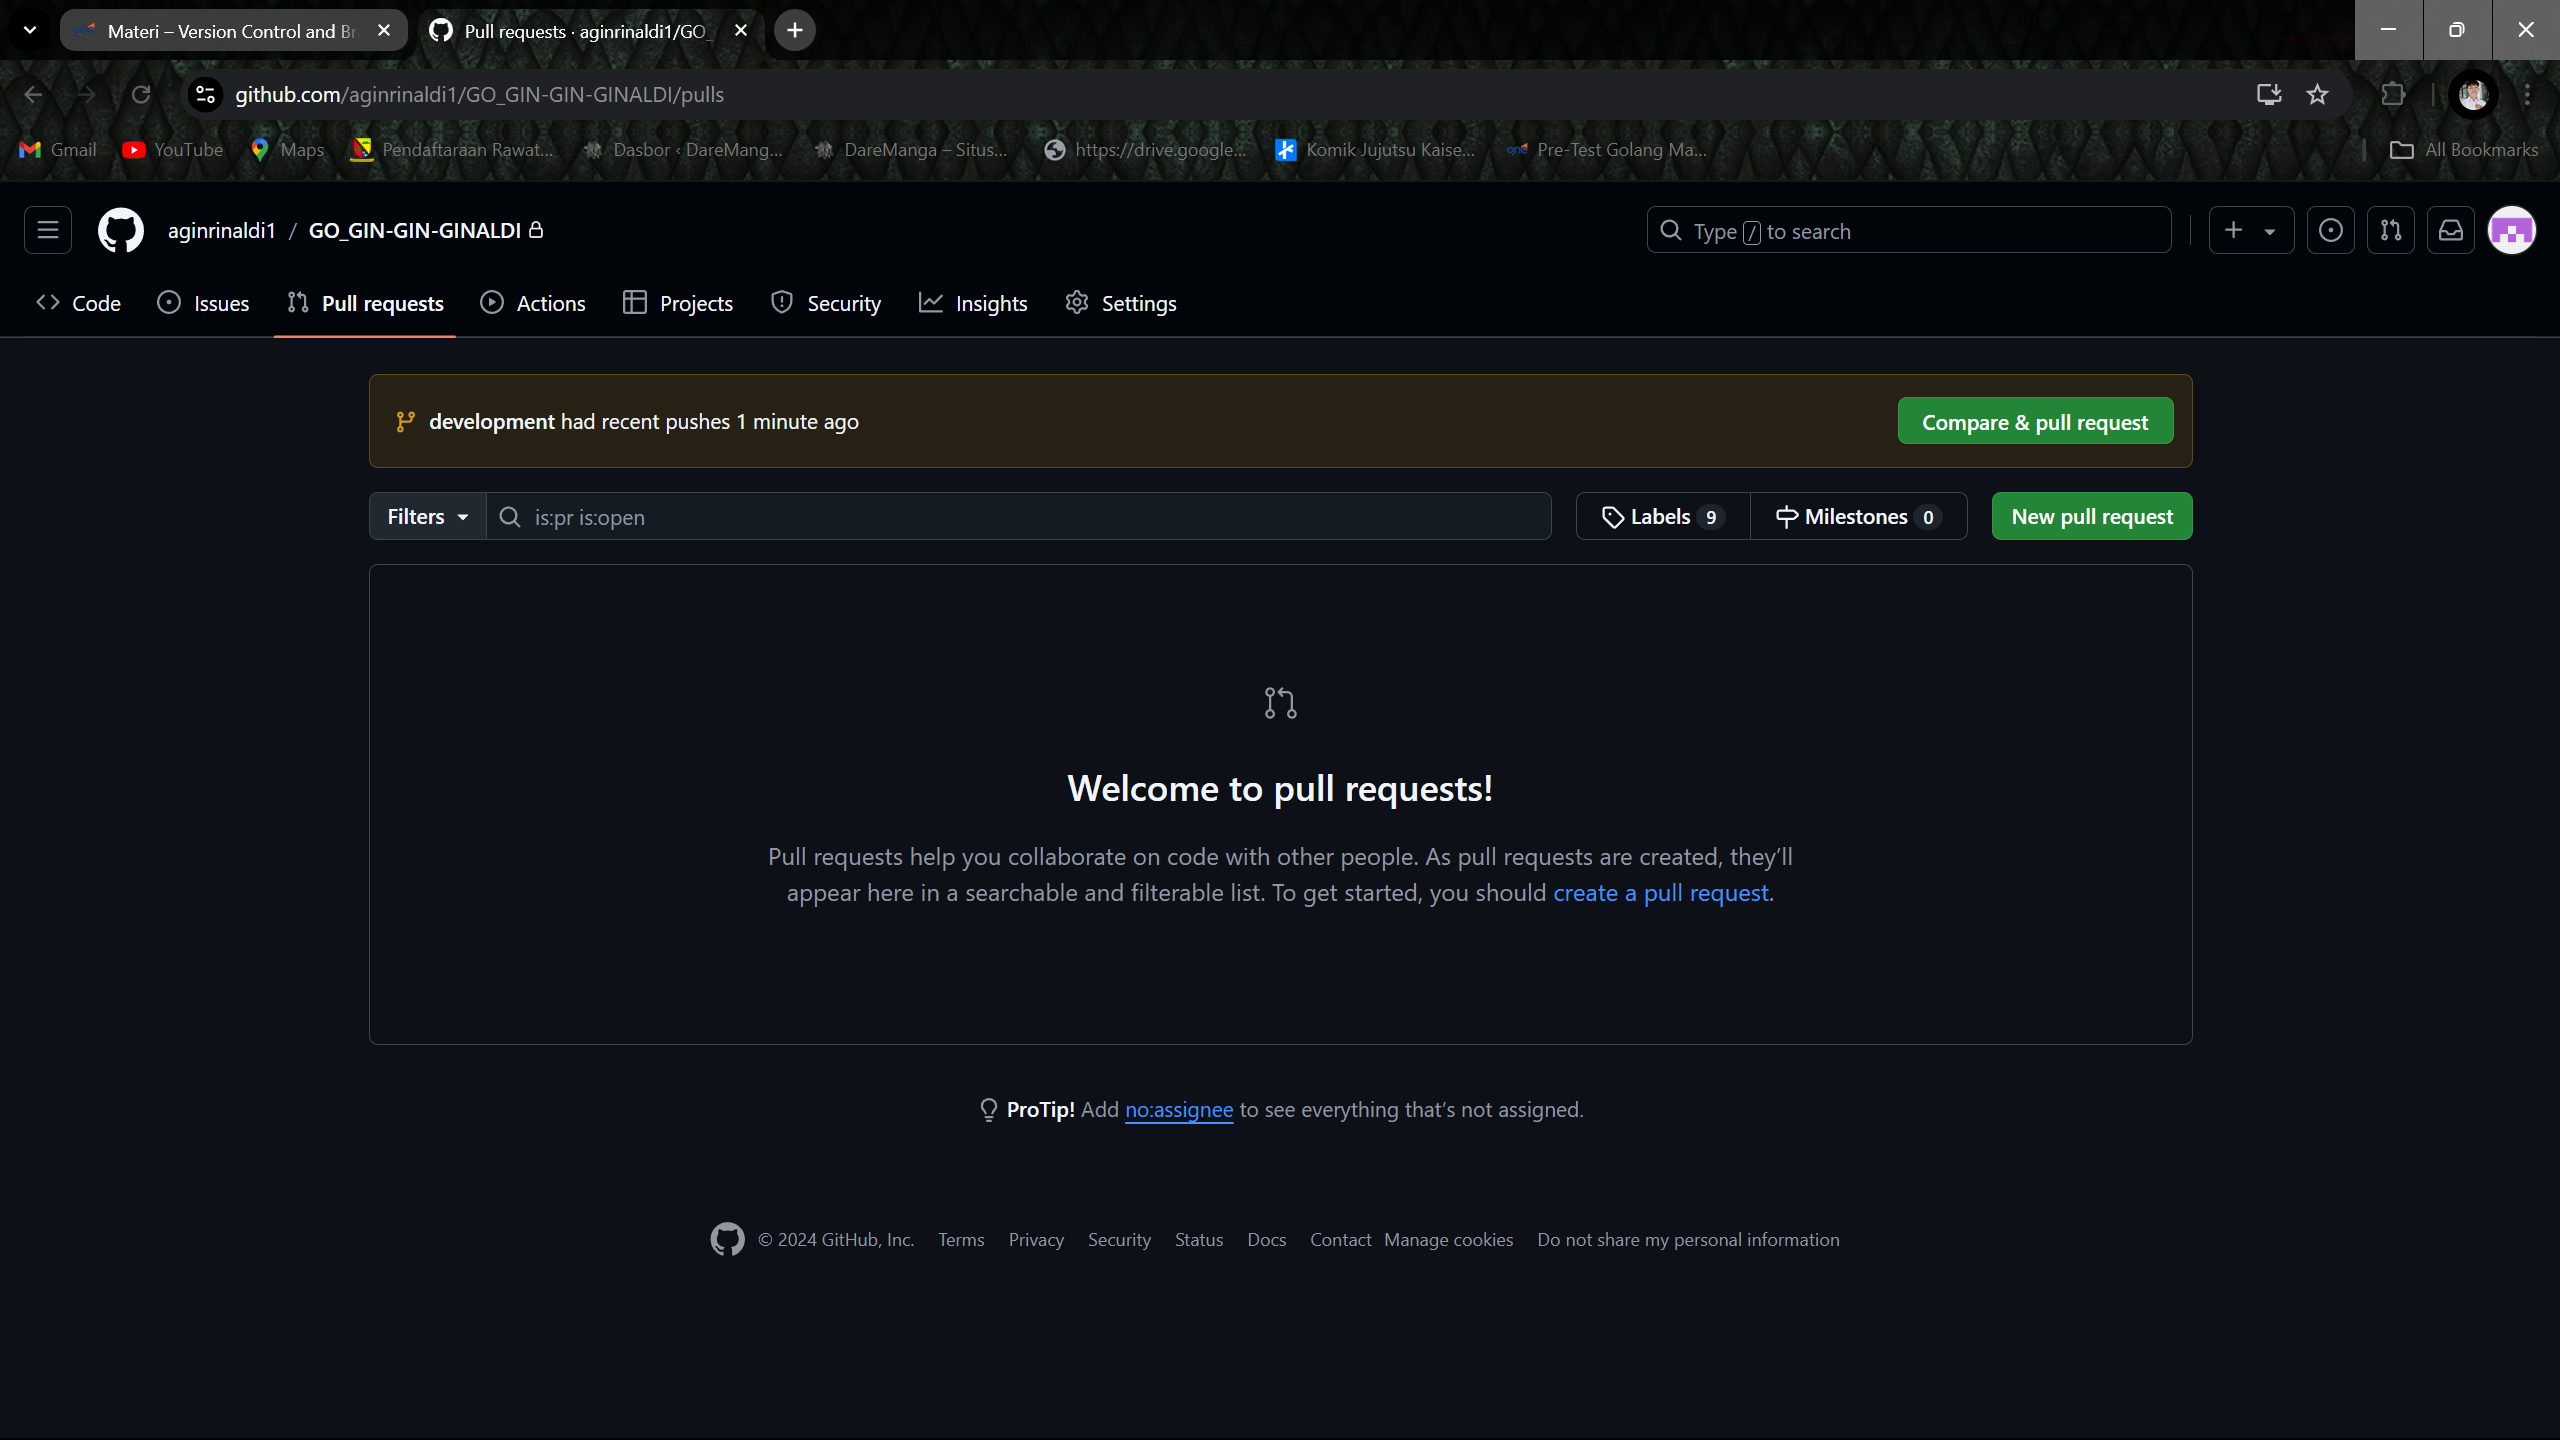 Materi – Version Control and Br
Pull requests · aginrinaldi1/GO_
github.com/aginrinaldi1/GO_GIN-GIN-GINALDI/pulls
Gmail YouTube Maps Pendaftaraan Rawat... Dasbor ‹ DareMang... DareManga – Situs... https://drive.google... Komik Jujutsu Kaise... Pre-Test Golang Ma... All Bookmarks
aginrinaldi1 / GO_GIN-GIN-GINALDI Type / to search
Code Issues Pull requests Actions Projects Security Insights Settings
development had recent pushes 1 minute ago Compare & pull request
Filters is:pr is:open Labels 9 Milestones 0 New pull request
Welcome to pull requests!
Pull requests help you collaborate on code with other people. As pull requests are created, they’ll
appear here in a searchable and filterable list. To get started, you should create a pull request.
ProTip! Add no:assignee to see everything that’s not assigned.
© 2024 GitHub, Inc. Terms Privacy Security Status Docs Contact Manage cookies Do not share my personal information